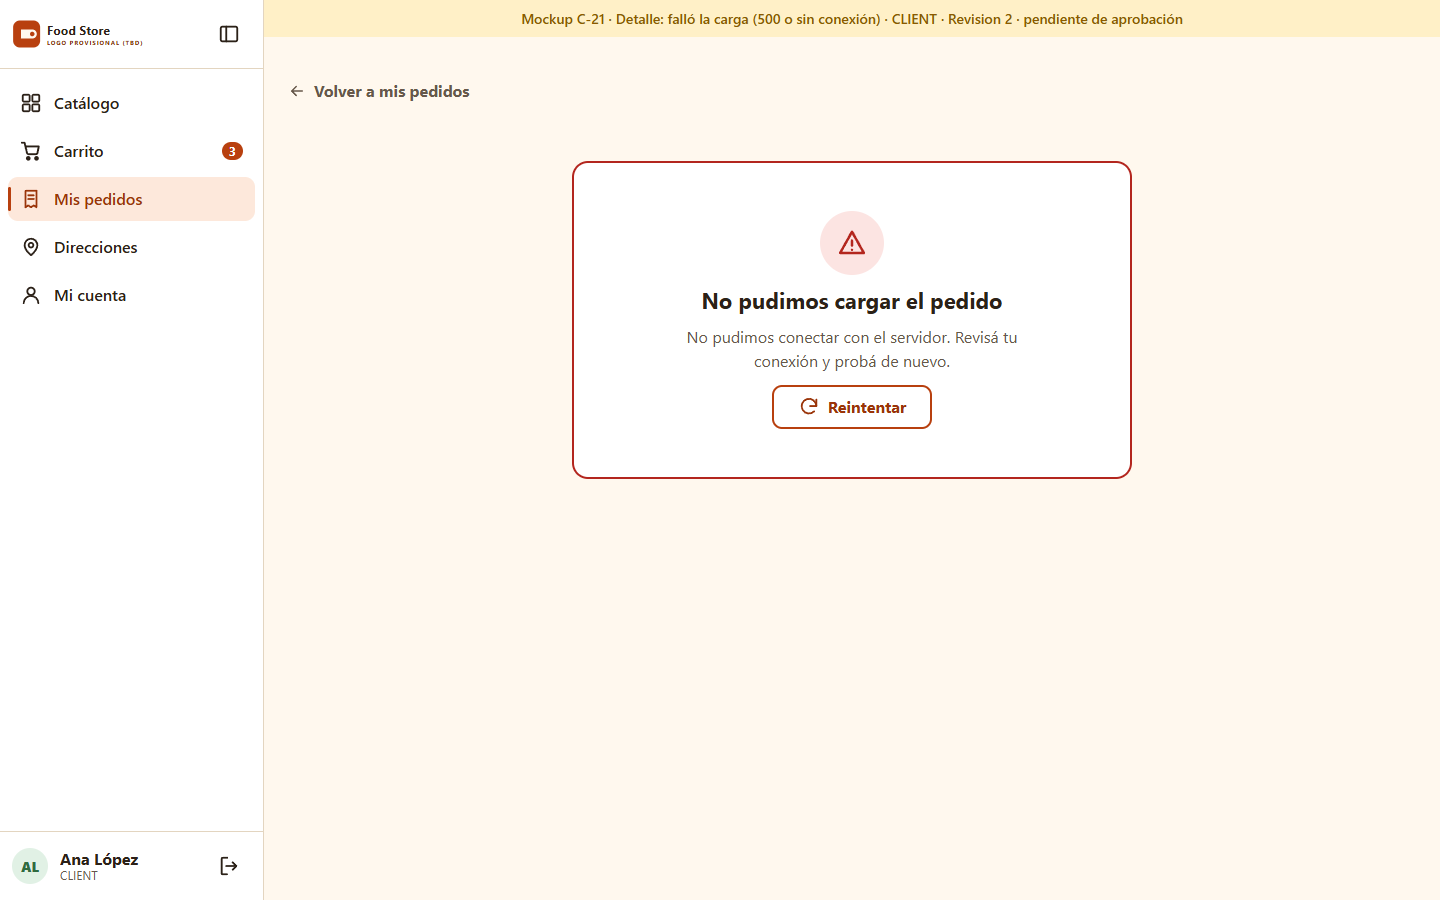 Food Store
LOGO PROVISIONAL (TBD)
Catálogo
Carrito
3
Mis pedidos
Direcciones
Mi cuenta
AL
Ana López
CLIENT
Mockup C-21 · Detalle: falló la carga (500 o sin conexión) · CLIENT · Revision 2 · pendiente de aprobación
Volver a mis pedidos
No pudimos cargar el pedido
No pudimos conectar con el servidor. Revisá tu
conexión y probá de nuevo.
Reintentar